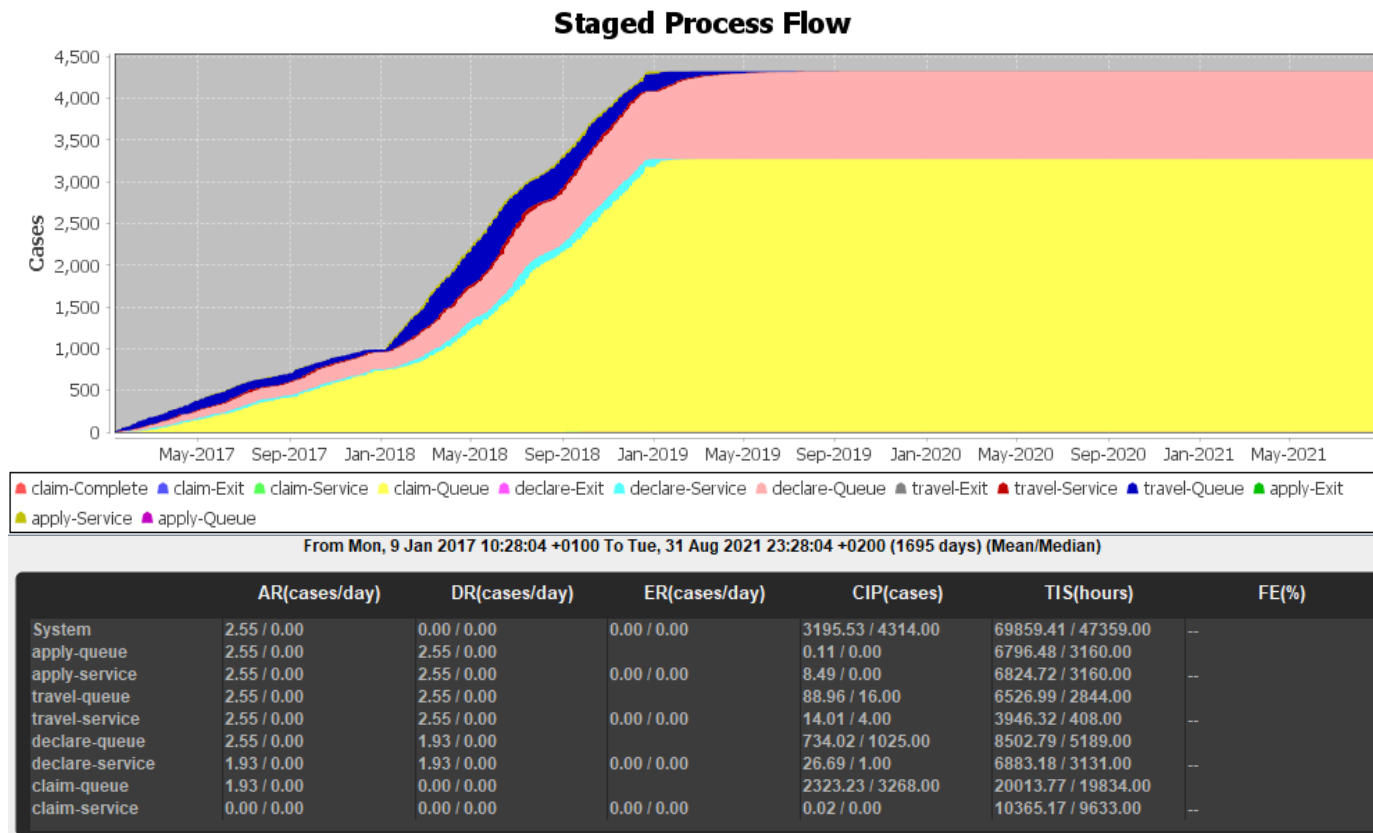 Staged Process Flow
4,500
4,000
3,500
3,000
2,500
2,000
1,500
1,000
500
0
Cases
May-2017 Sep-2017 Jan-2018 May-2018 Sep-2018 Jan-2019 May-2019 Sep-2019 Jan-2020 May-2020 Sep-2020 Jan-2021 May-2021
claim-Complete claim-Exit claim-Service claim-Queue declare-Exit declare-Service declare-Queue travel-Exit travel-Service travel-Queue apply-Exit
apply-Service apply-Queue
From Mon, 9 Jan 2017 10:28:04 +0100 To Tue, 31 Aug 2021 23:28:04 +0200 (1695 days) (Mean/Median)
AR(cases/day) DR(cases/day) ER(cases/day) CIP(cases) TIS(hours) FE(%)
System 2.55 / 0.00 0.00 / 0.00 0.00 / 0.00 3195.53 / 4314.00 69859.41 / 47359.00 --
apply-queue 2.55 / 0.00 2.55 / 0.00 0.11 / 0.00 6796.48 / 3160.00
apply-service 2.55 / 0.00 2.55 / 0.00 0.00 / 0.00 8.49 / 0.00 6824.72 / 3160.00 --
travel-queue 2.55 / 0.00 2.55 / 0.00 88.96 / 16.00 6526.99 / 2844.00
travel-service 2.55 / 0.00 2.55 / 0.00 0.00 / 0.00 14.01 / 4.00 3946.32 / 408.00 --
declare-queue 2.55 / 0.00 1.93 / 0.00 734.02 / 1025.00 8502.79 / 5189.00
declare-service 1.93 / 0.00 1.93 / 0.00 0.00 / 0.00 26.69 / 1.00 6883.18 / 3131.00 --
claim-queue 1.93 / 0.00 0.00 / 0.00 2323.23 / 3268.00 20013.77 / 19834.00
claim-service 0.00 / 0.00 0.00 / 0.00 0.00 / 0.00 0.02 / 0.00 10365.17 / 9633.00 --